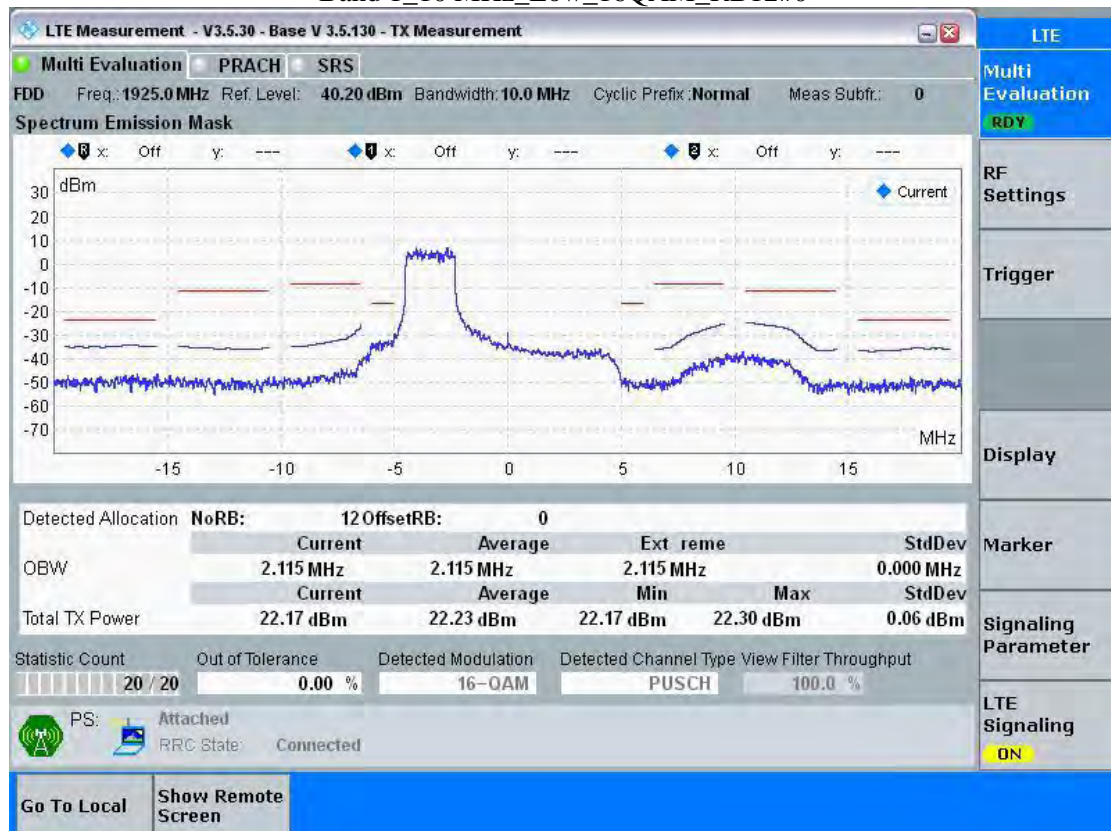 LTE Measurement - V3.5.30 - Base V 3.5.130 - TX Measurement
LTE
Multi Evaluation PRACH SRS
Multi
Evaluation
RDY
FDD Freq.: 1925.0 MHz Ref. Level: 40.20 dBm Bandwidth: 10.0 MHz Cyclic Prefix : Normal Meas Subfr.: 0
Spectrum Emission Mask
R x: Off y: --- 1 x: Off y: --- 2 x: Off y: ---
dBm
Current
30
20
10
0
-10
-20
-30
-40
-50
-60
-70
MHz
-15 -10 -5 0 5 10 15
RF
Settings
Trigger
Display
Marker
Signaling
Parameter
LTE
Signaling
ON
Detected Allocation NoRB: 12 OffsetRB: 0
Current Average Ext reme StdDev
OBW 2.115 MHz 2.115 MHz 2.115 MHz 0.000 MHz
Current Average Min Max StdDev
Total TX Power 22.17 dBm 22.23 dBm 22.17 dBm 22.30 dBm 0.06 dBm
Statistic Count Out of Tolerance Detected Modulation Detected Channel Type View Filter Throughput
20 / 20 0.00 % 16-QAM PUSCH 100.0 %
PS: Attached
RRC State: Connected
Go To Local
Show Remote
Screen